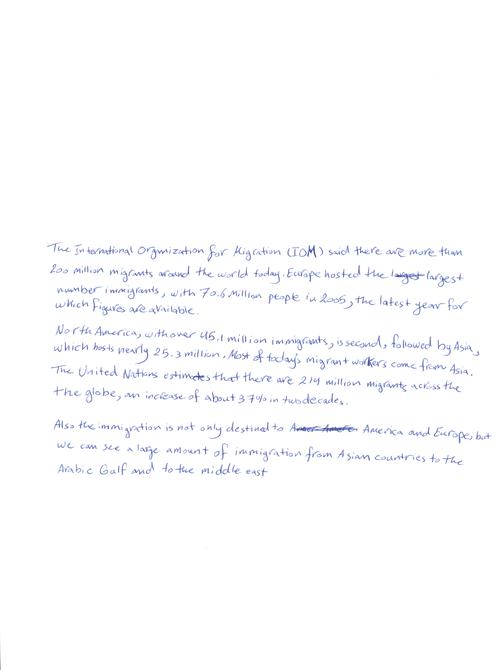 The International Orgnization for Migration (IOM) said there are more than
200 million migrants around the world today. Europe hosted the largest
number immigrants, with 70.6 Million people in 2005, the latest year for
which figures are available.
North America, with over 45.1 million immigrants, is second, followed by Asia,
which hosts nearly 25.3 million. Most of today's migrant workers come from Asia.
The United Nations estimates that there are 214 million migrants across the
the globe, an increase of about 37% in two decades.
Also the immigration is not only destined to America and Europe, but
we can see a large amount of immigration from Asian countries to the
Arabic Gulf and to the middle east